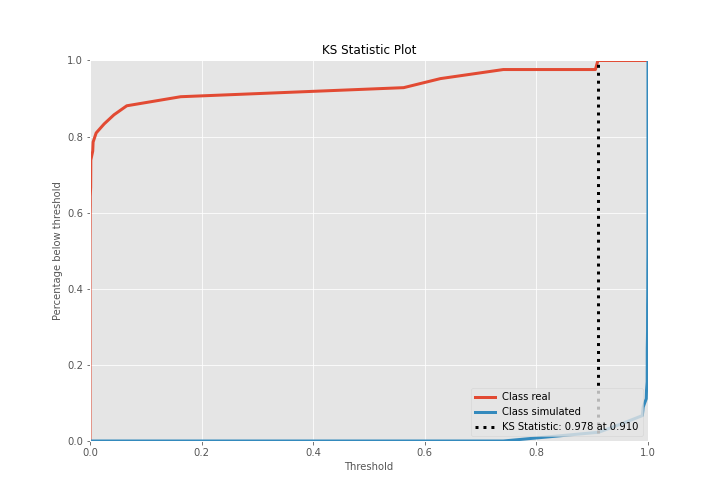 KS Statistic Plot
1.0
0.8
0.6
0.4
0.2
0.0
Percentage below threshold
0.0 0.2 0.4 0.6 0.8 1.0
Threshold
Class real
Class simulated
KS Statistic: 0.978 at 0.910